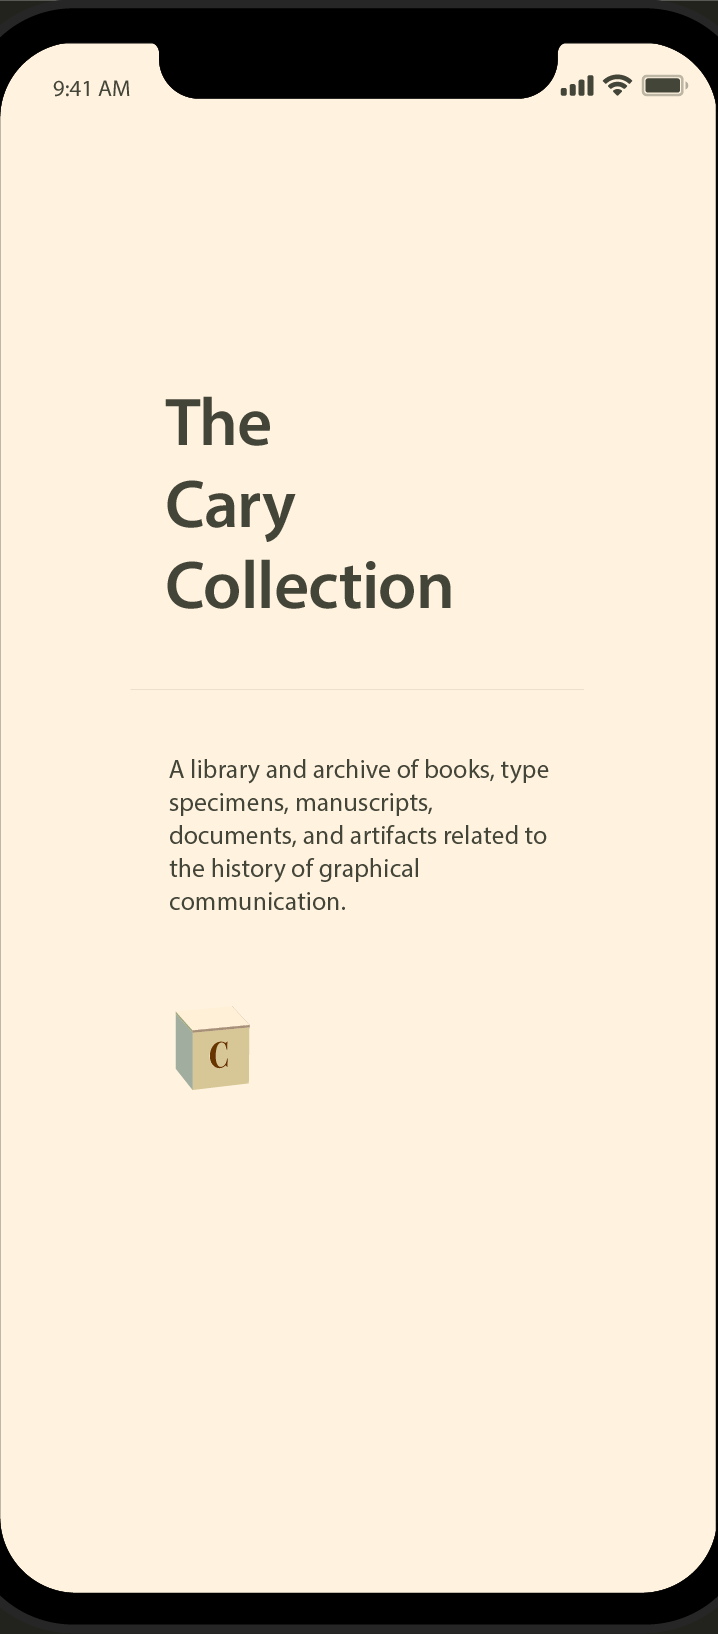 9:41 AM
The
Cary
Collection
A library and archive of books, type
specimens, manuscripts,
documents, and artifacts related to
the history of graphical
communication.
C